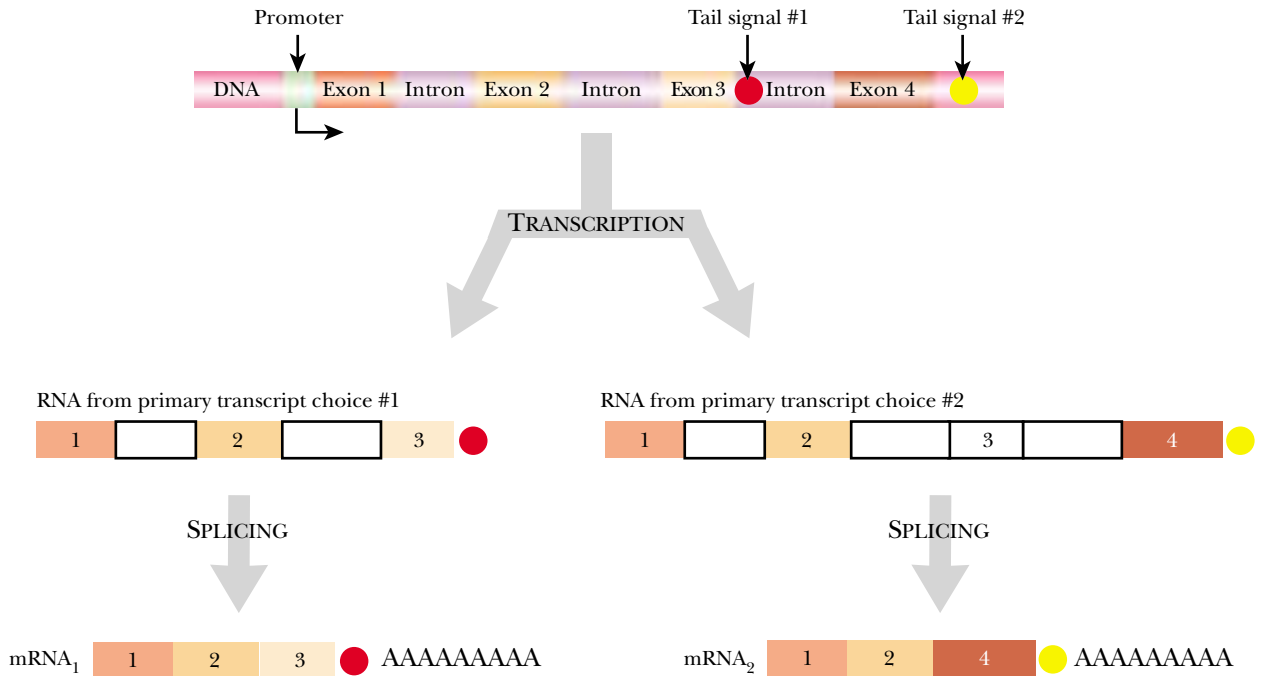 Promoter Tail signal #1 Tail signal #2
DNA Exon 1 Intron Exon 2 Intron Exon 3 Intron Exon 4
TRANSCRIPTION
RNA from primary transcript choice #1
1 2 3
RNA from primary transcript choice #2
1 2 3 4
SPLICING
SPLICING
mRNA1 1 2 3 AAAAAAAAA
mRNA2 1 2 4 AAAAAAAAA